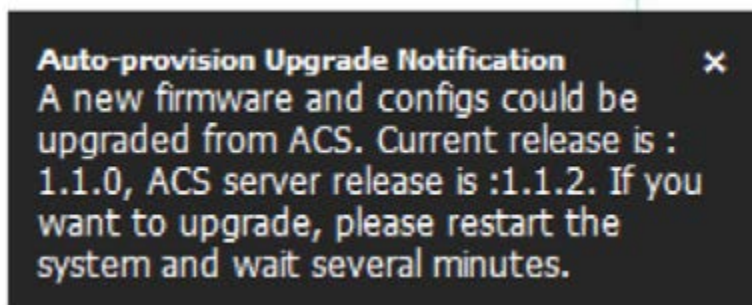 Auto-provision Upgrade Notification ×
A new firmware and configs could be
upgraded from ACS. Current release is :
1.1.0, ACS server release is :1.1.2. If you
want to upgrade, please restart the
system and wait several minutes.